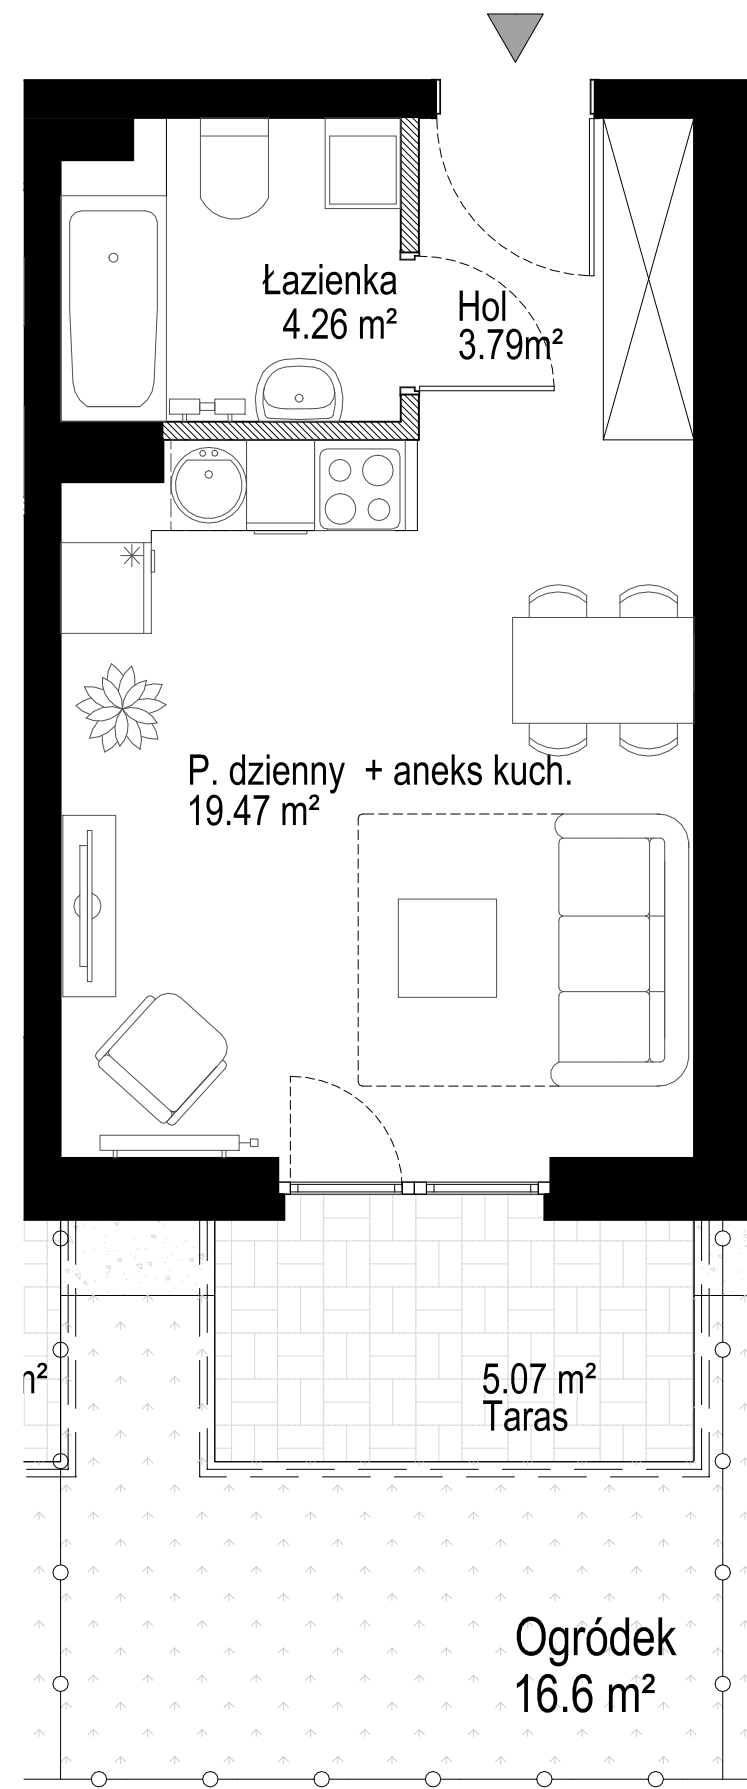 Łazienka
4.26 m²
Hol
3.79m²
P. dzienny + aneks kuch.
19.47 m²
m²
5.07 m²
Taras
Ogródek
16.6 m²